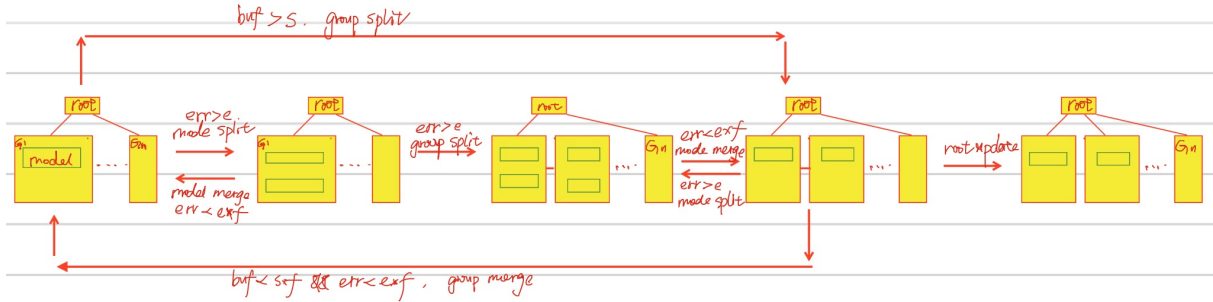 buf > s. group split
root
G1
model
....
Gm
err>e.
mode split
model merge
err < e*f
root
G1
....
err>e
group split
root
...
Gn
err<e*f
mode merge
err>e
mode split
root
....
root update
root
....
Gn
buf < s*f && err<e*f, group merge